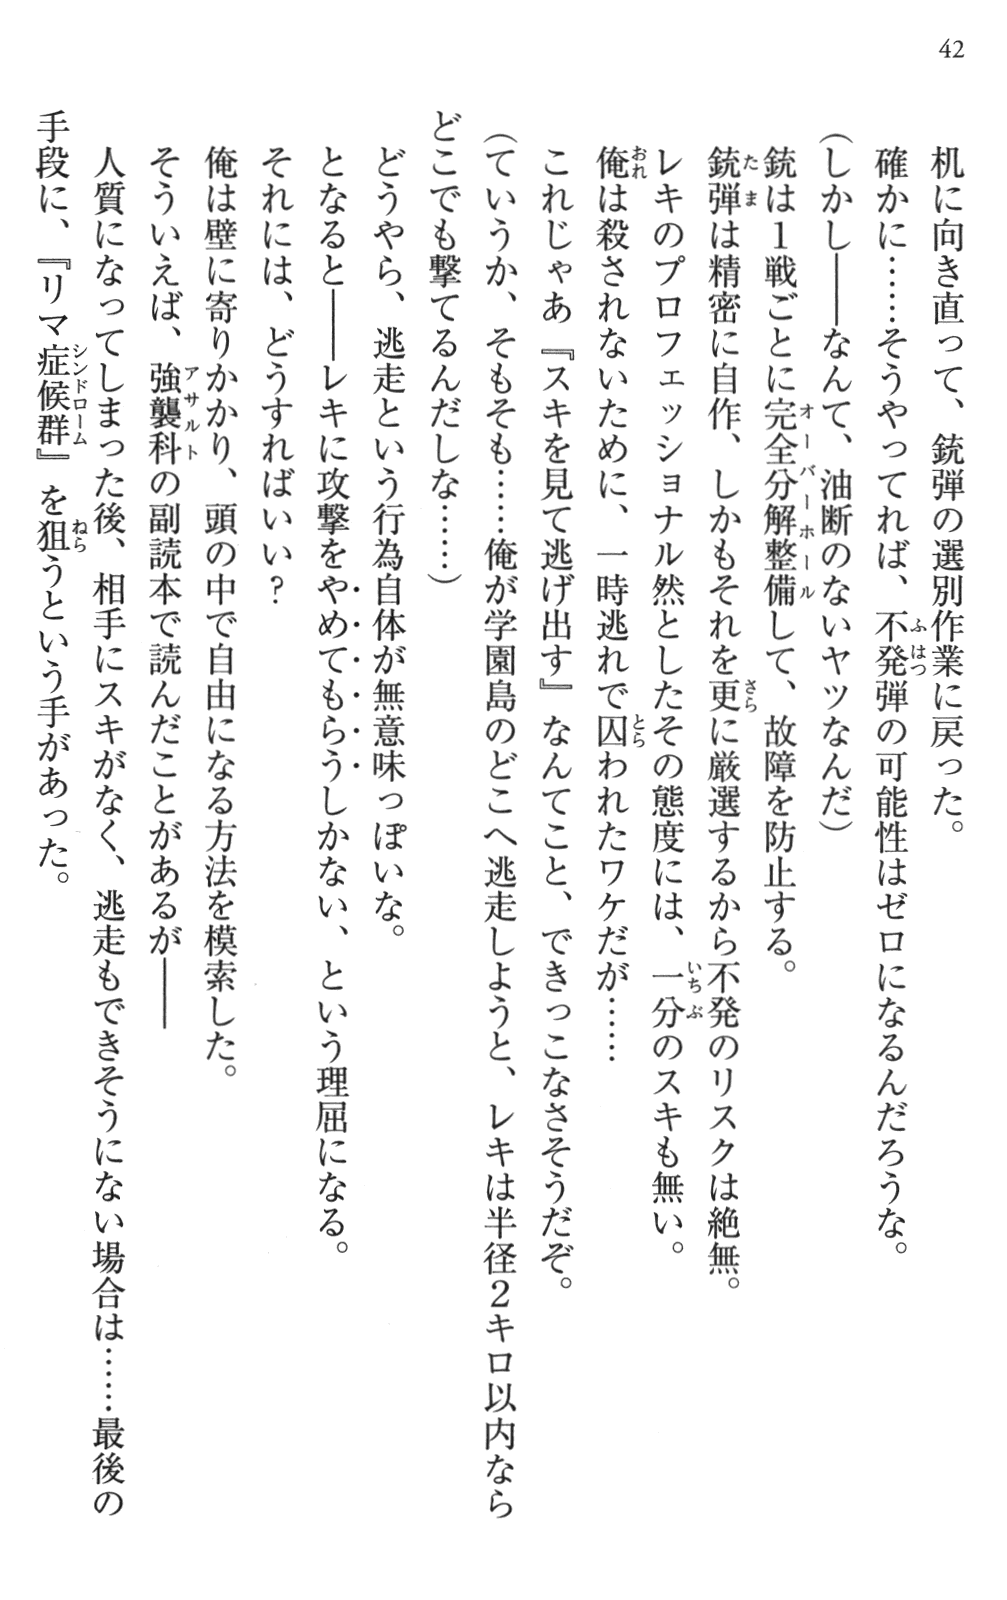 42
机に向き直って、銃弾の選別作業に戻った。
確かに……そうやってれば、不発弾の可能性はゼロになるんだろうな。
(しかし――なんて、油断のないヤツなんだ)
銃は1戦ごとに完全分解整備して、故障を防止する。
銃弾は精密に自作、しかもそれを更に厳選するから不発のリスクは絶無。
レキのプロフェッショナル然としたその態度には、一分のスキも無い。
俺は殺されないために、一時逃れで囚われたワケだが……
これじゃあ『スキを見て逃げ出す』なんてこと、できっこなさそうだぞ。
(ていうか、そもそも……俺が学園島のどこへ逃走しようと、レキは半径2キロ以内なら
どこでも撃てるんだしな……)
どうやら、逃走という行為自体が無意味っぽいな。
となると――レキに攻撃をやめてもらうしかない、という理屈になる。
それには、どうすればいい?
俺は壁に寄りかかり、頭の中で自由になる方法を模索した。
そういえば、強襲科の副読本で読んだことがあるが――
人質になってしまった後、相手にスキがなく、逃走もできそうにない場合は……最後の
手段に、『リマ症候群』を狙うという手があった。